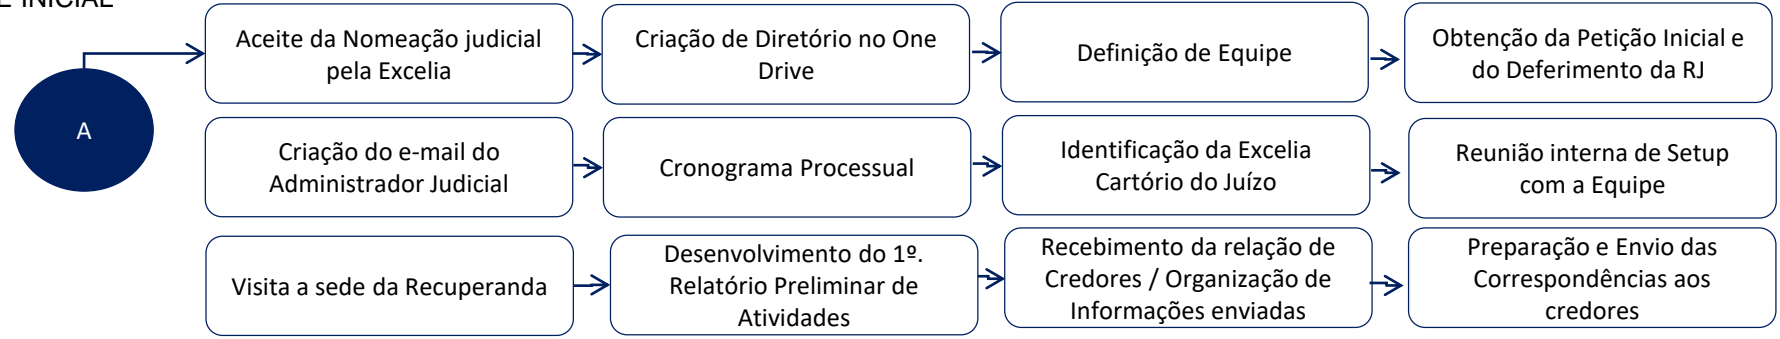 E INICIAL
A
Aceite da Nomeação judicial
pela Excelia
Criação de Diretório no One
Drive
Definição de Equipe
Obtenção da Petição Inicial e
do Deferimento da RJ
Criação do e-mail do
Administrador Judicial
Cronograma Processual
Identificação da Excelia
Cartório do Juízo
Reunião interna de Setup
com a Equipe
Visita a sede da Recuperanda
Desenvolvimento do 1º.
Relatório Preliminar de
Atividades
Recebimento da relação de
Credores / Organização de
Informações enviadas
Preparação e Envio das
Correspondências aos
credores